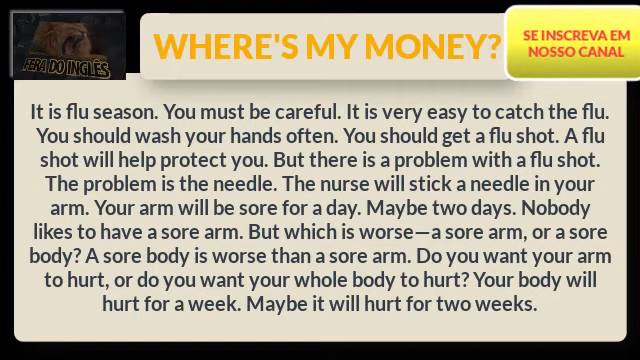 FERA DO INGLÊS
WHERE'S MY MONEY?
SE INSCREVA EM
NOSSO CANAL
It is flu season. You must be careful. It is very easy to catch the flu.
You should wash your hands often. You should get a flu shot. A flu
shot will help protect you. But there is a problem with a flu shot.
The problem is the needle. The nurse will stick a needle in your
arm. Your arm will be sore for a day. Maybe two days. Nobody
likes to have a sore arm. But which is worse—a sore arm, or a sore
body? A sore body is worse than a sore arm. Do you want your arm
to hurt, or do you want your whole body to hurt? Your body will
hurt for a week. Maybe it will hurt for two weeks.